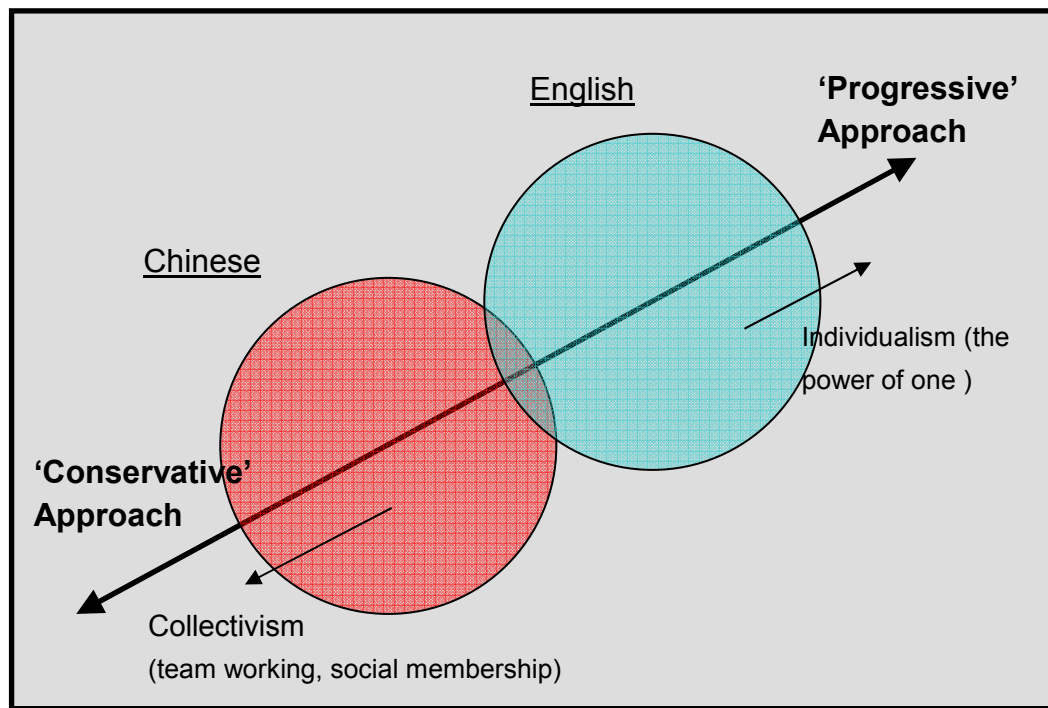 English
‘Progressive’
Approach
Chinese
Individualism (the
power of one )
‘Conservative’
Approach
Collectivism
(team working, social membership)